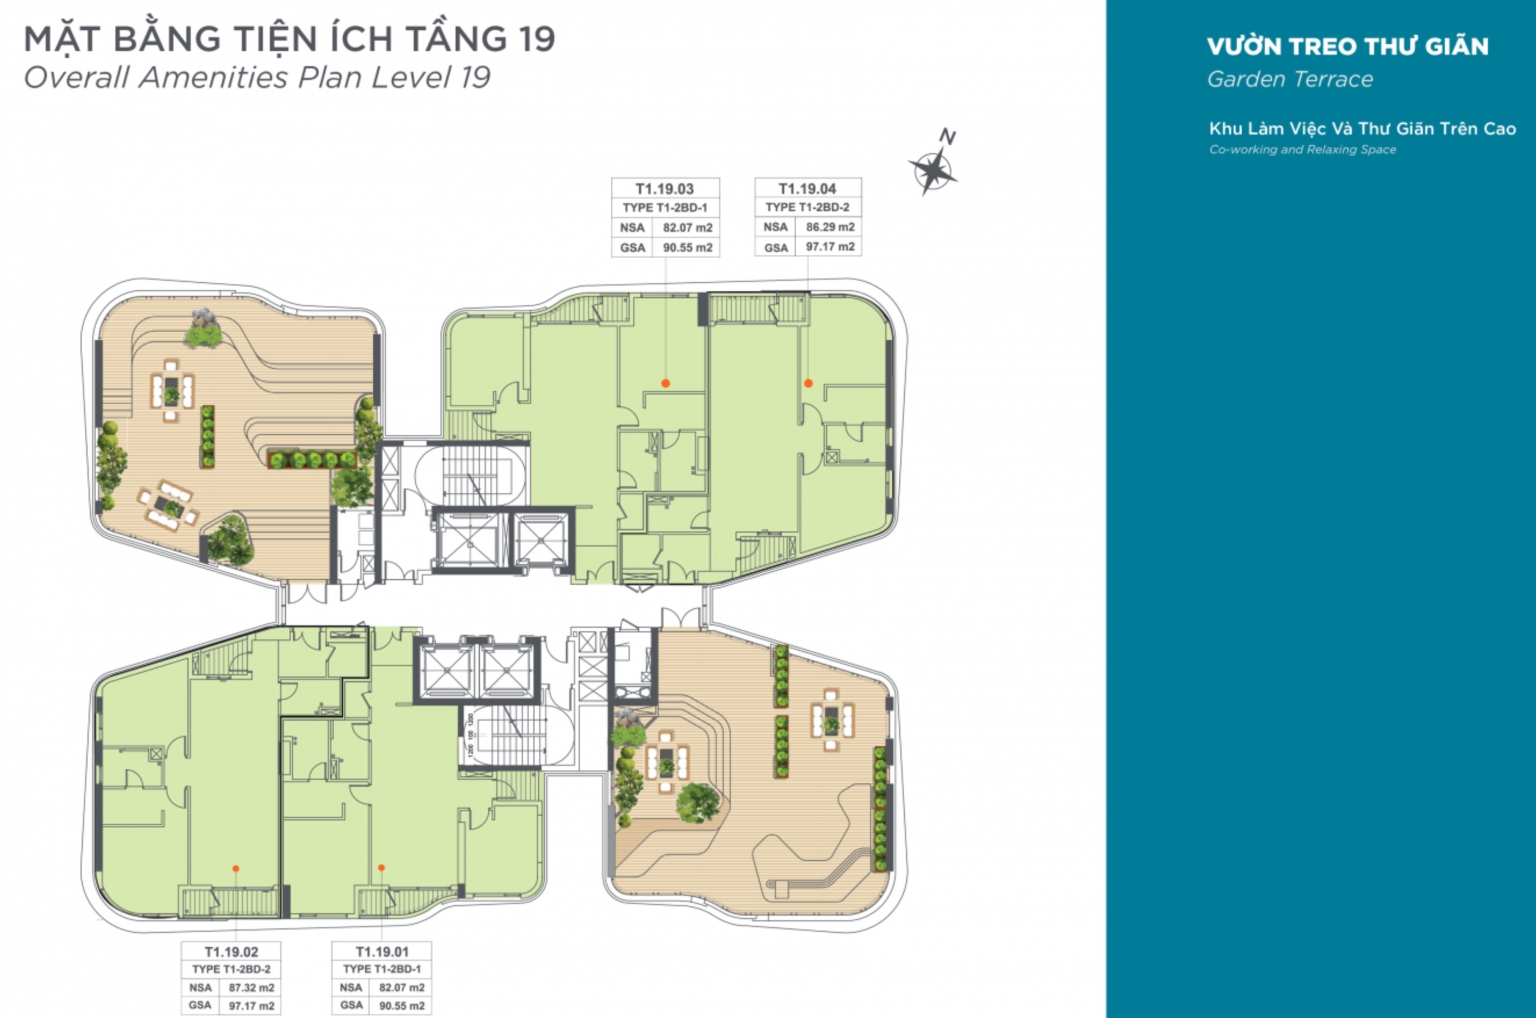 MẶT BẰNG TIỆN ÍCH TẦNG 19
Overall Amenities Plan Level 19
VƯỜN TREO THƯ GIÃN
Garden Terrace
Khu Làm Việc Và Thư Giãn Trên Cao
Co-working and Relaxing Space
N
T1.19.03
TYPE T1-2BD-1
NSA 82.07 m2
GSA 90.55 m2
T1.19.04
TYPE T1-2BD-2
NSA 86.29 m2
GSA 97.17 m2
1200 100 1200
T1.19.02
TYPE T1-2BD-2
NSA 87.32 m2
GSA 97.17 m2
T1.19.01
TYPE T1-2BD-1
NSA 82.07 m2
GSA 90.55 m2